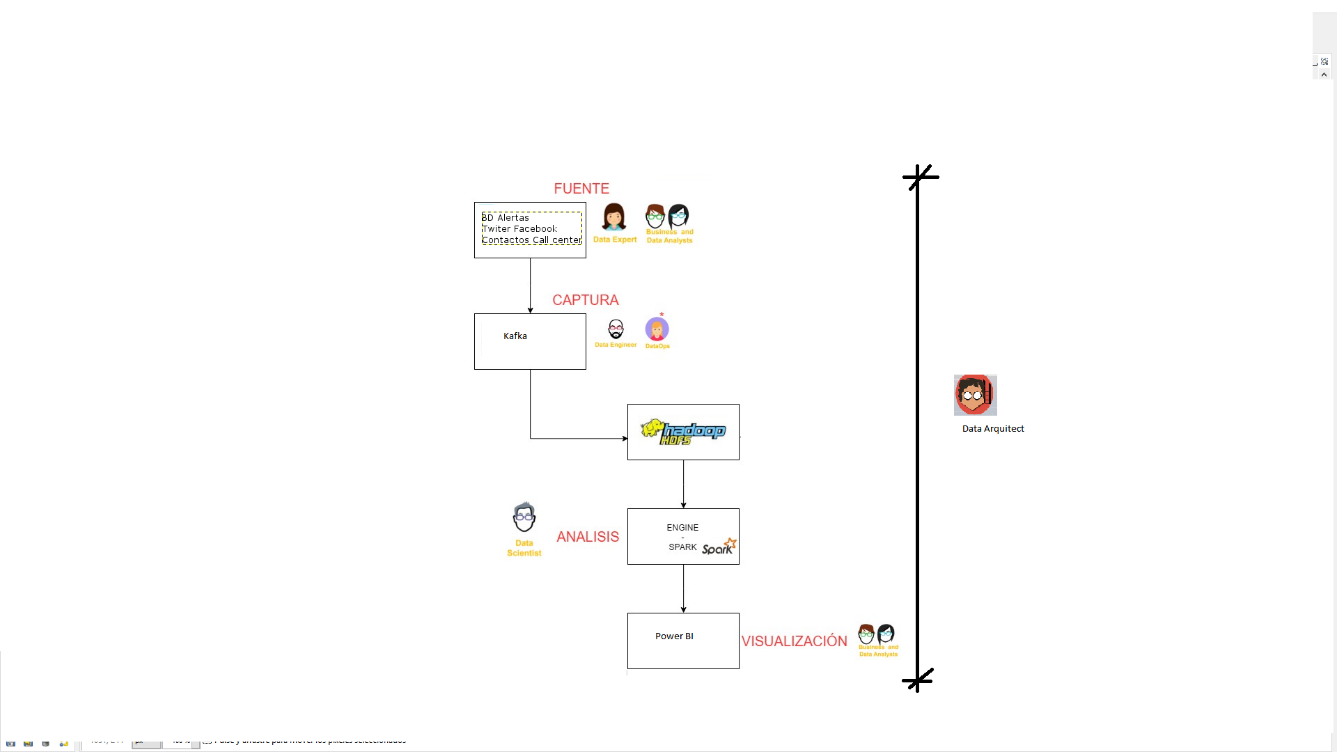 FUENTE
BD Alertas
Twiter Facebook
Contactos Call center
Data Expert
Business and
Data Analysts
CAPTURA
Kafka
Data Engineer
DataOps
hadoop
HDFS
Data Arquitect
ENGINE
-
SPARK
Spark
ANALISIS
Data
Scientist
Power BI
VISUALIZACIÓN
Business and
Data Analysts